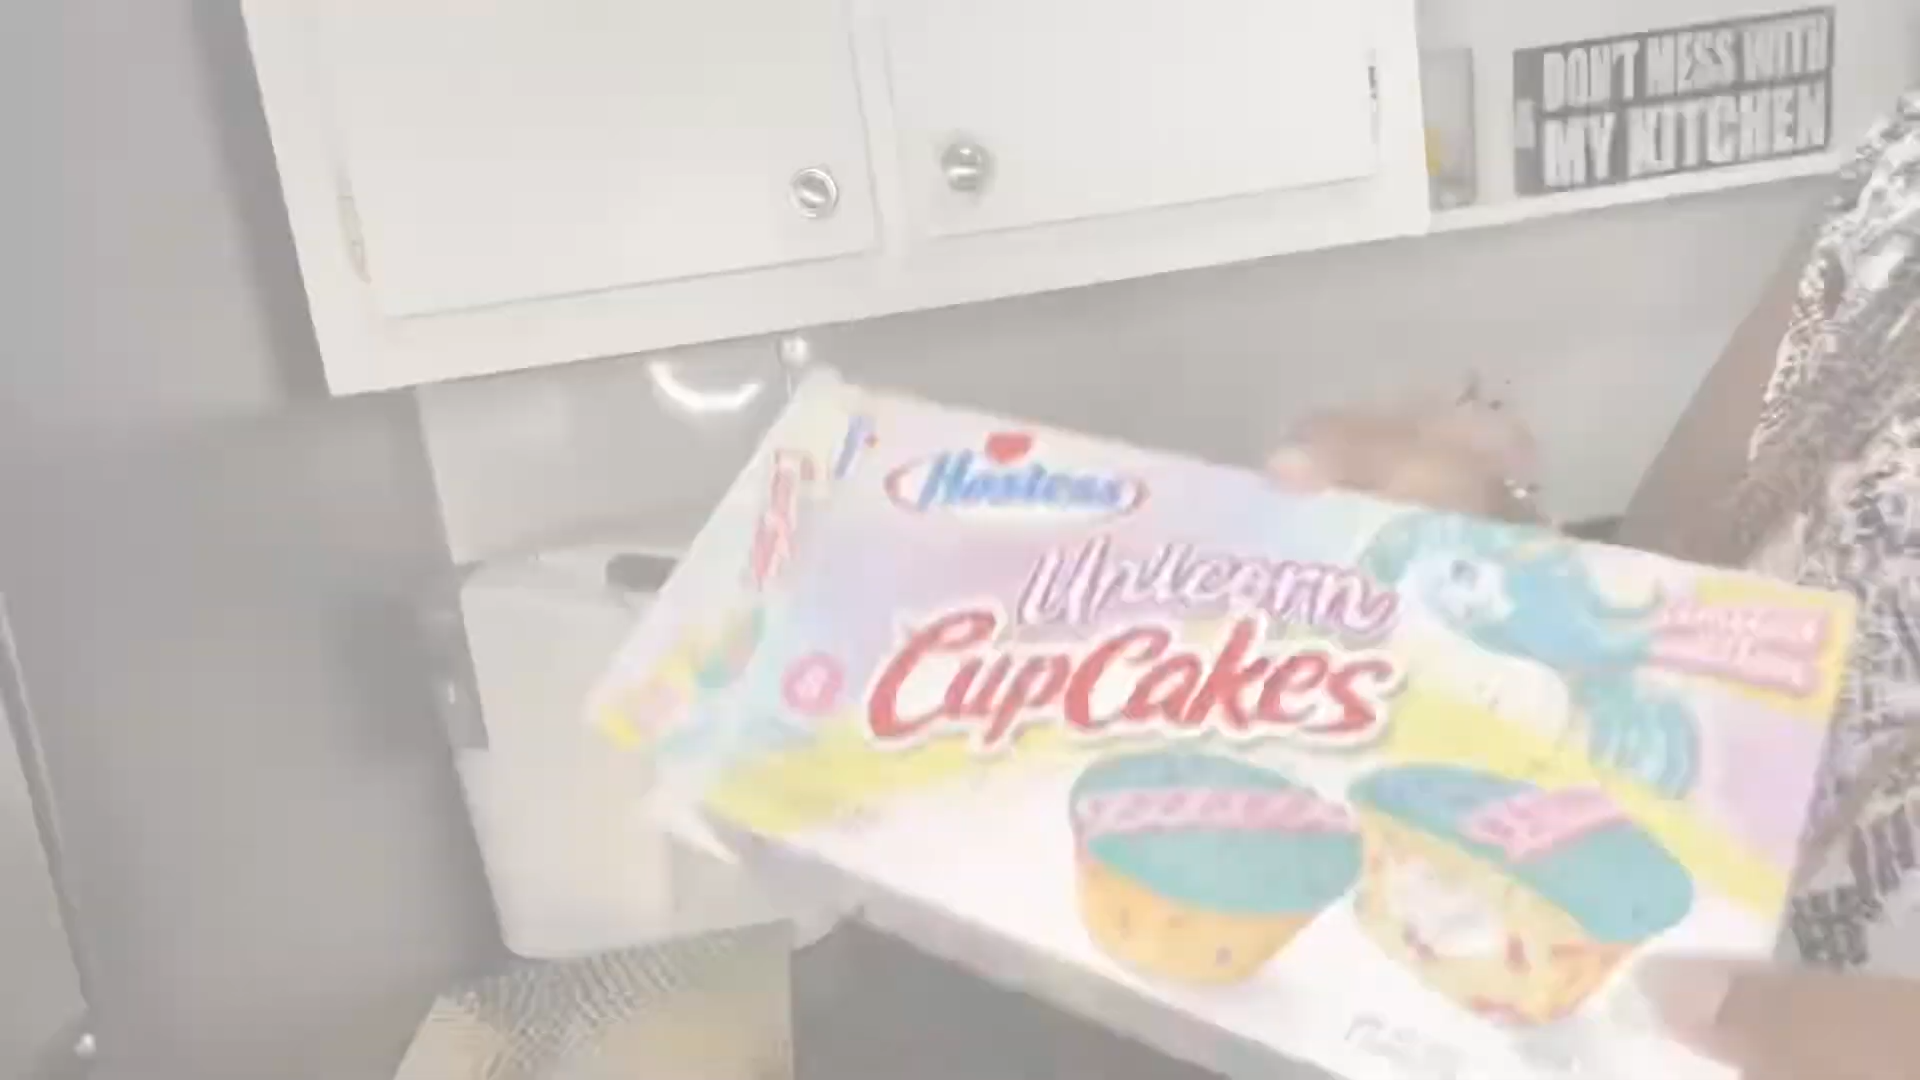 DON'T MESS WITH
MY KITCHEN
Hostess
Unicorn
CupCakes